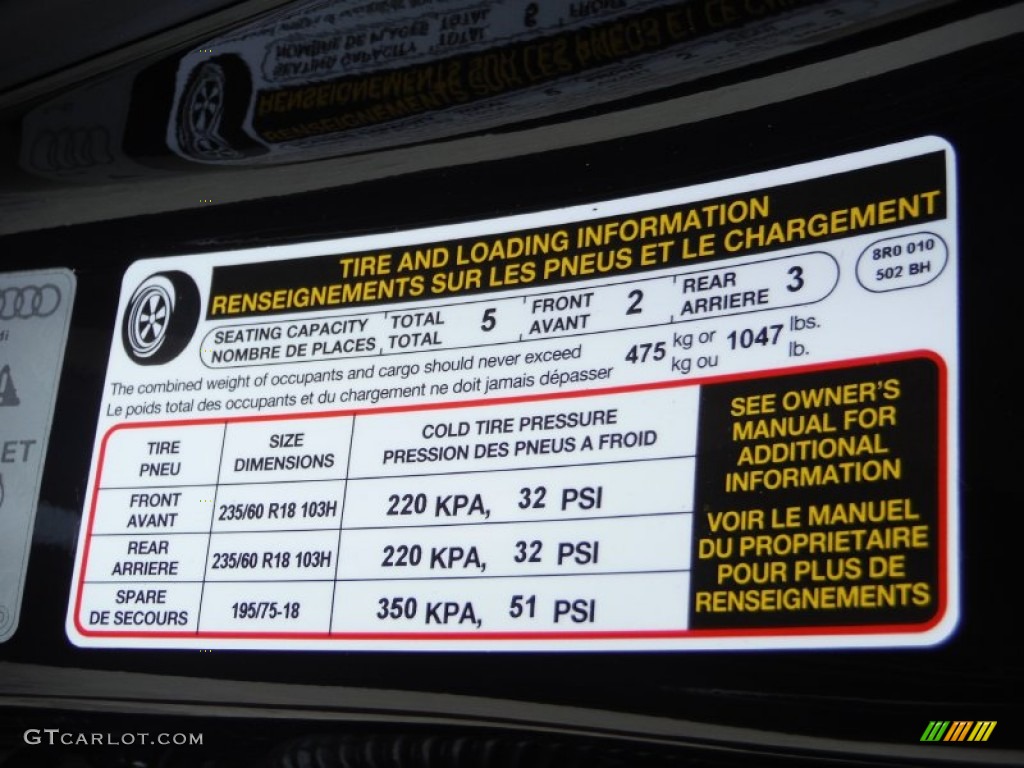 TIRE AND LOADING INFORMATION
RENSEIGNEMENTS SUR LES PNEUS ET LE CHARGEMENT
8R0 010
502 BH
SEATING CAPACITY TOTAL 5 FRONT 2 REAR 3
NOMBRE DE PLACES TOTAL AVANT ARRIERE
The combined weight of occupants and cargo should never exceed 475 kg or 1047 lbs.
Le poids total des occupants et du chargement ne doit jamais dépasser kg ou lb.
TIRE SIZE COLD TIRE PRESSURE
PNEU DIMENSIONS PRESSION DES PNEUS A FROID
FRONT
AVANT 235/60 R18 103H 220 KPA, 32 PSI
REAR
ARRIERE 235/60 R18 103H 220 KPA, 32 PSI
SPARE
DE SECOURS 195/75-18 350 KPA, 51 PSI
SEE OWNER'S
MANUAL FOR
ADDITIONAL
INFORMATION
VOIR LE MANUEL
DU PROPRIETAIRE
POUR PLUS DE
RENSEIGNEMENTS
ET
GTCARLOT.COM